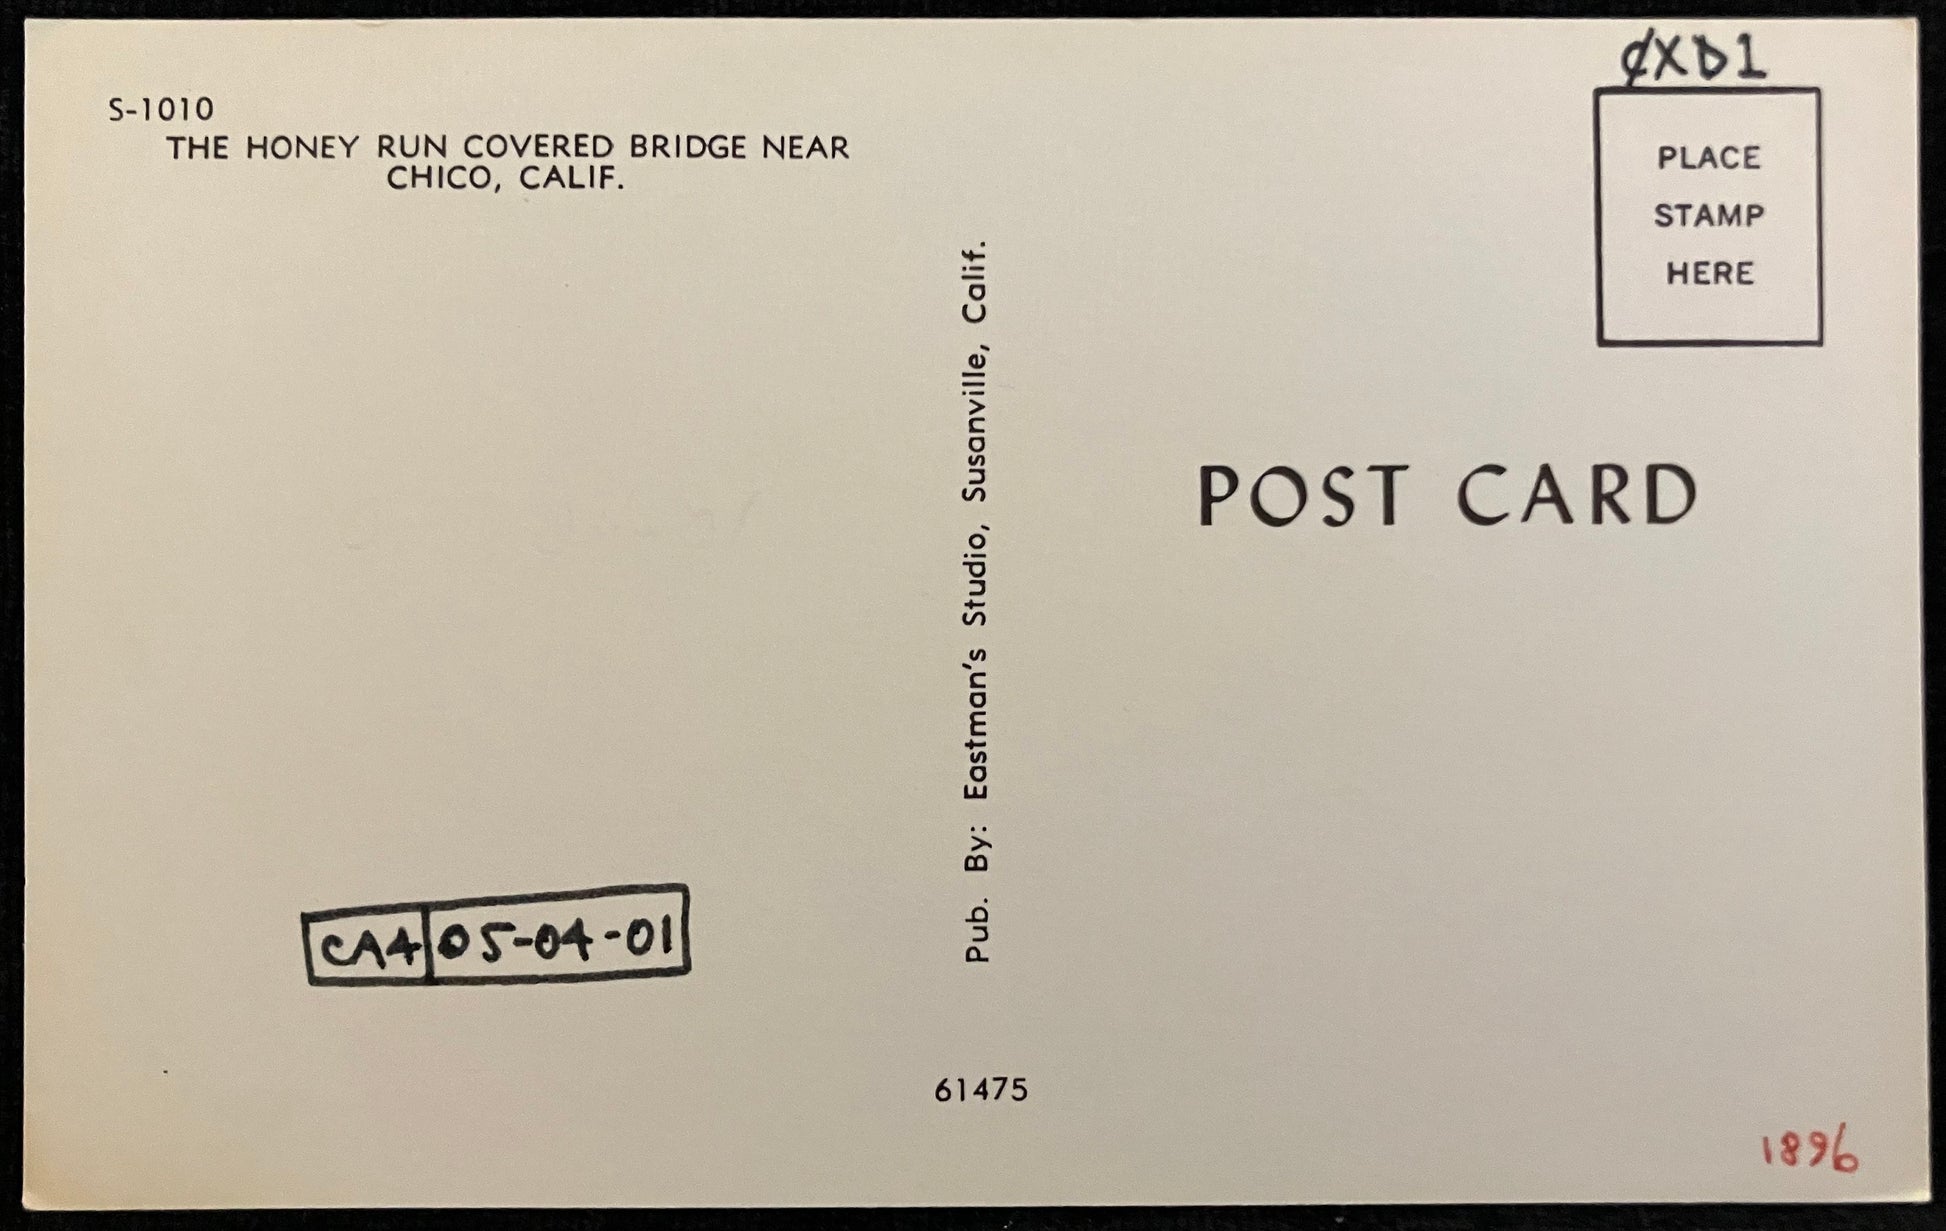 S-1010
THE HONEY RUN COVERED BRIDGE NEAR
CHICO, CALIF.
¢XD1
PLACE
STAMP
HERE
Pub. By: Eastman's Studio, Susanville, Calif.
POST CARD
CA4 05-04-01
61475
1896